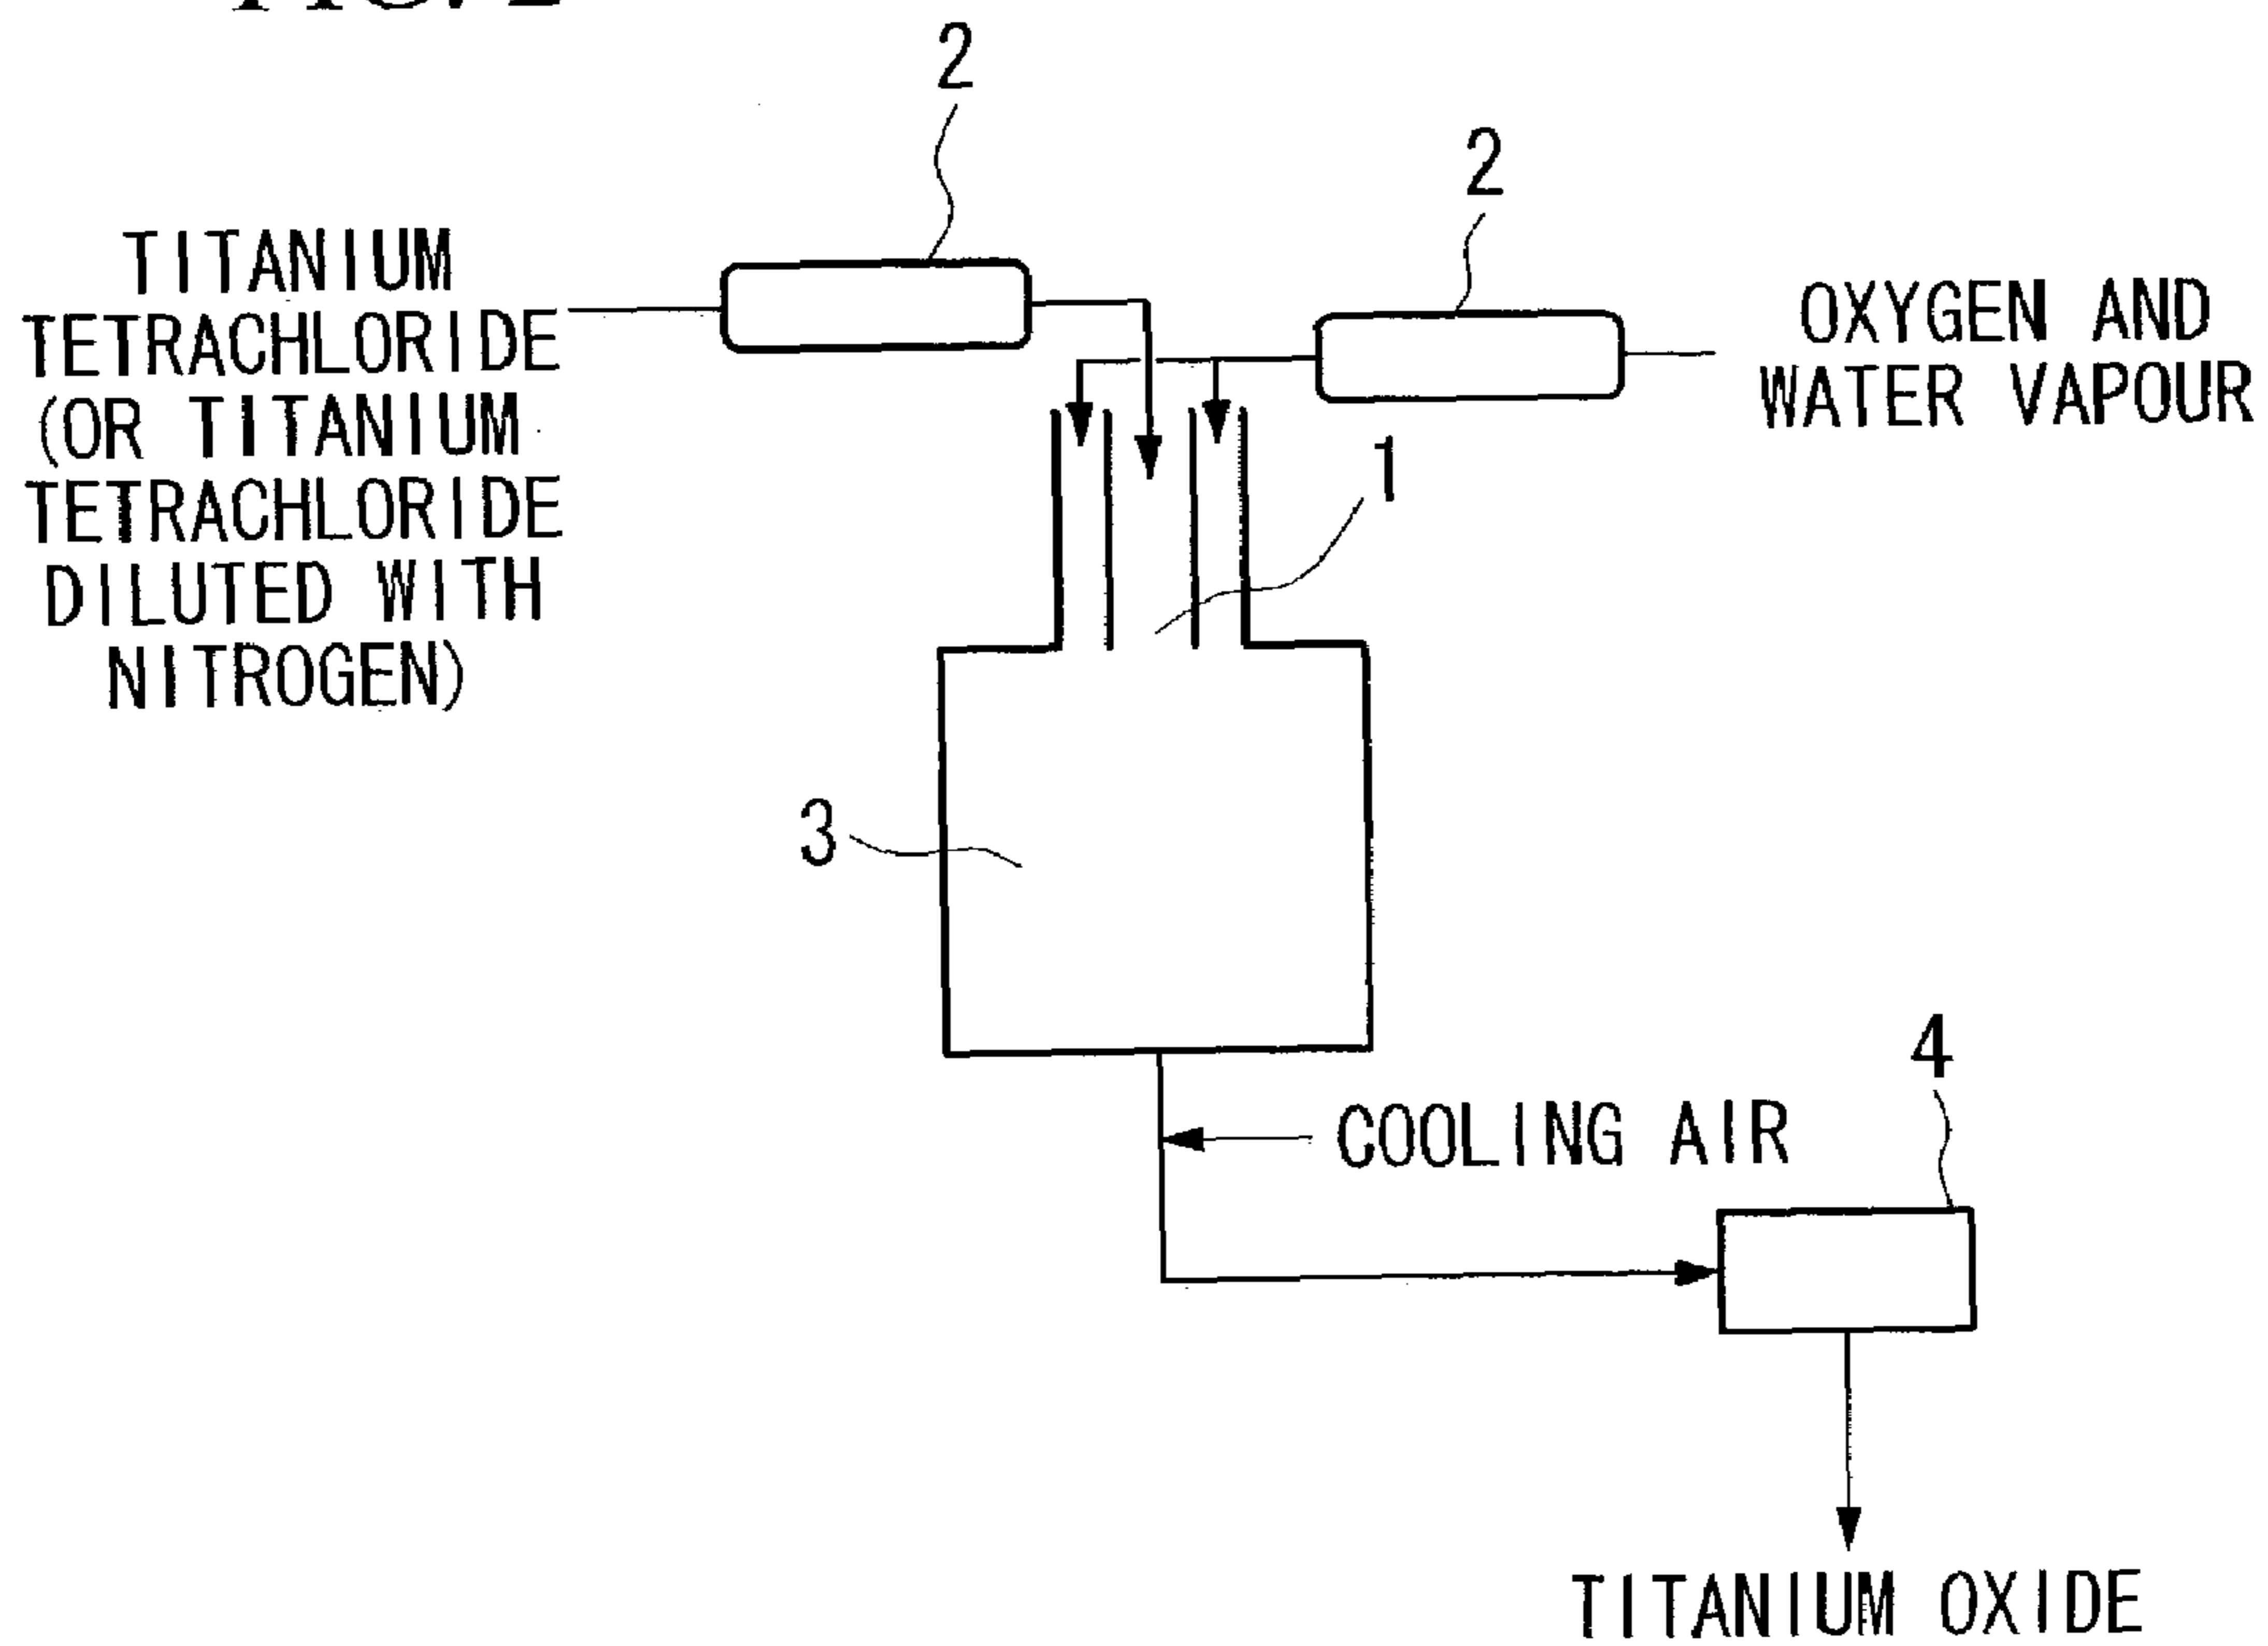 2
2
TITANIUM
TETRACHLORIDE
(OR TITANIUM
TETRACHLORIDE
DILUTED WITH
NITROGEN)
OXYGEN AND
WATER VAPOUR
1
3
4
COOLING AIR
TITANIUM OXIDE